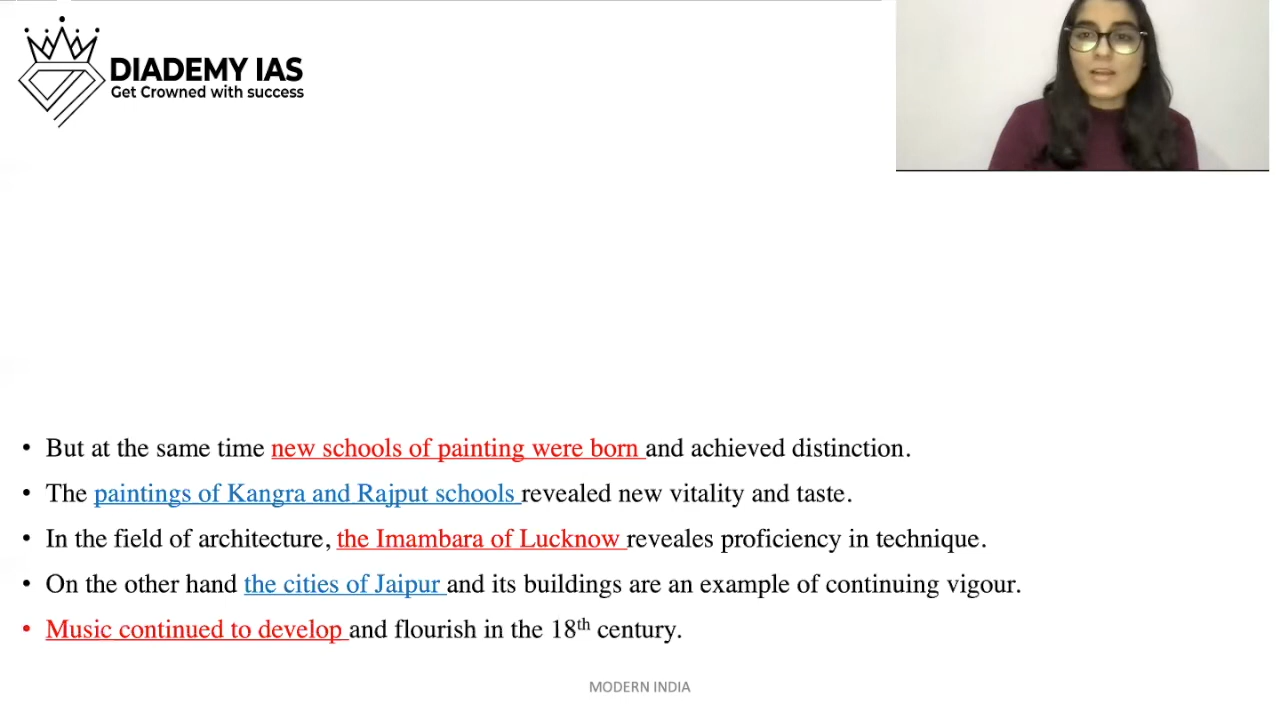 DIADEMY IAS
Get Crowned with success
• But at the same time new schools of painting were born and achieved distinction.
• The paintings of Kangra and Rajput schools revealed new vitality and taste.
• In the field of architecture, the Imambara of Lucknow reveals proficiency in technique.
• On the other hand the cities of Jaipur and its buildings are an example of continuing vigour.
• Music continued to develop and flourish in the 18th century.
MODERN INDIA